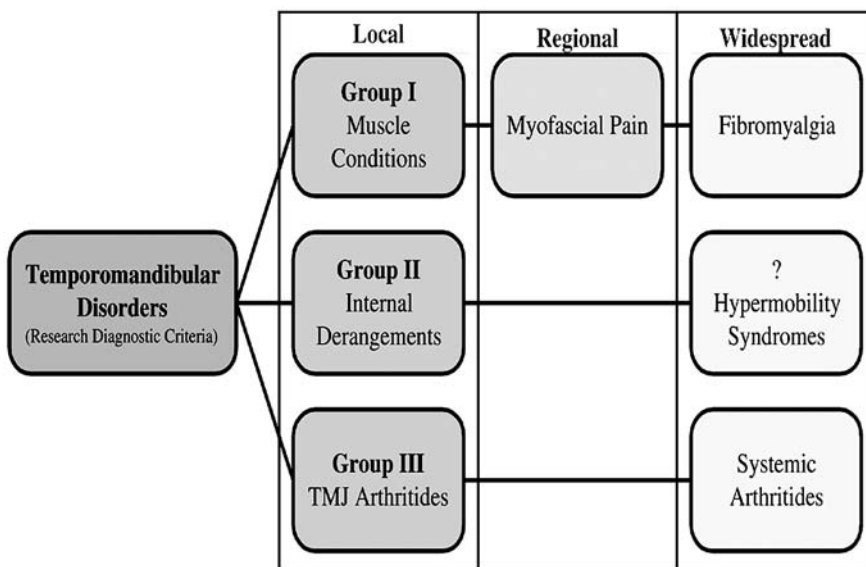 Local
Regional
Widespread
Group I
Muscle
Conditions
Myofascial Pain
Fibromyalgia
Temporomandibular
Disorders
(Research Diagnostic Criteria)
Group II
Internal
Derangements
?
Hypermobility
Syndromes
Group III
TMJ Arthritides
Systemic
Arthritides